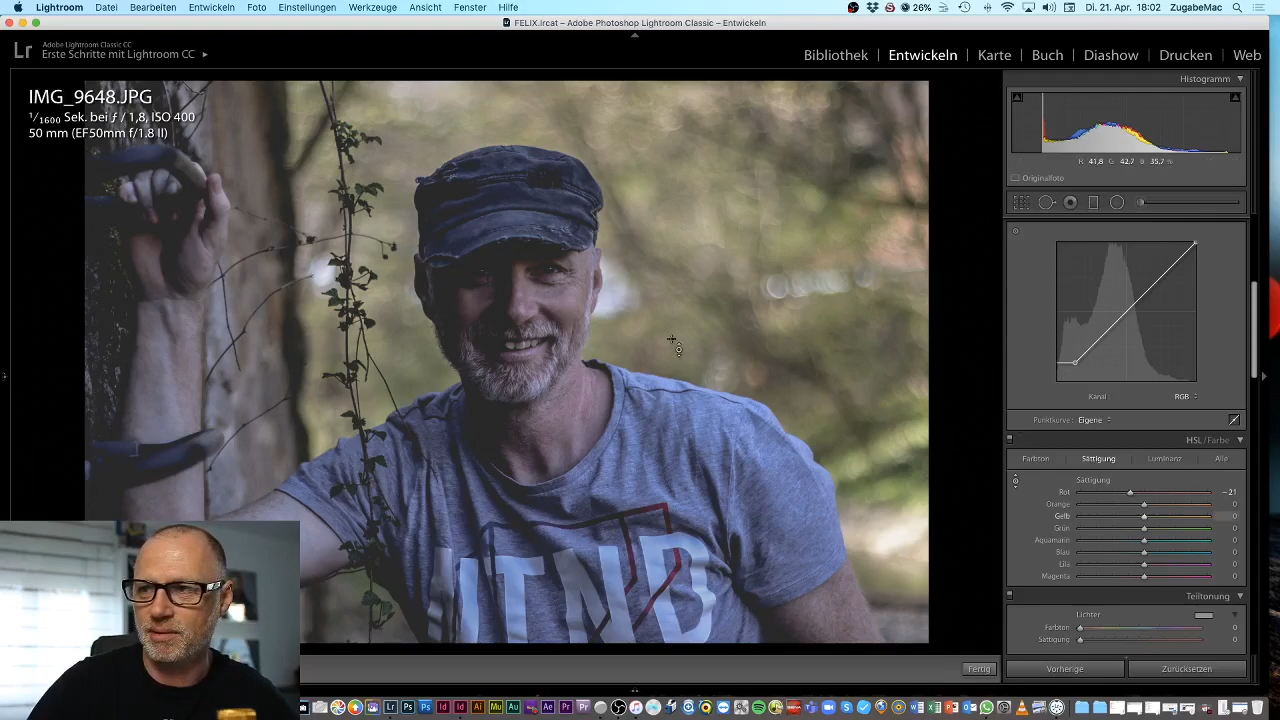 Lightroom Datei Bearbeiten Entwickeln Foto Einstellungen Werkzeuge Ansicht Fenster Hilfe 26% Di. 21. Apr. 18:02 ZugabeMac
FELIX.lrcat – Adobe Photoshop Lightroom Classic – Entwickeln
Lr Adobe Lightroom Classic CC
Erste Schritte mit Lightroom CC
Bibliothek | Entwickeln | Karte | Buch | Diashow | Drucken | Web
Histogramm
IMG_9648.JPG
1/1600 Sek. bei ƒ / 1,8, ISO 400
50 mm (EF50mm f/1.8 II)
R 41,8 G 42,7 B 35,7 %
Originalfoto
Kanal: RGB
Punktkurve: Eigene
HSL/Farbe
Farbton Sättigung Luminanz Alle
Sättigung
Rot −21
Orange 0
Gelb 0
Grün 0
Aquamarin 0
Blau 0
Lila 0
Magenta 0
Teiltonung
Lichter
Farbton 0
Sättigung 0
Fertig
Vorherige Zurücksetzen